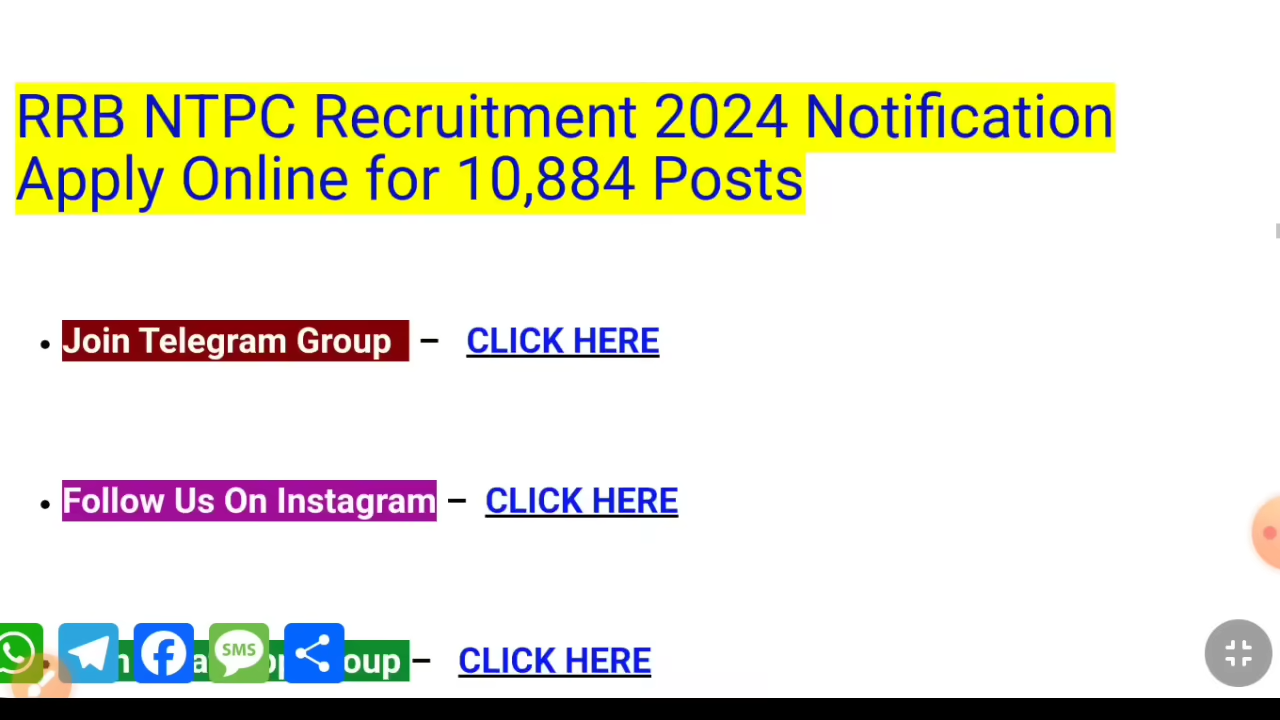 RRB NTPC Recruitment 2024 Notification
Apply Online for 10,884 Posts
Join Telegram Group – CLICK HERE
Follow Us On Instagram – CLICK HERE
SMS
– CLICK HERE